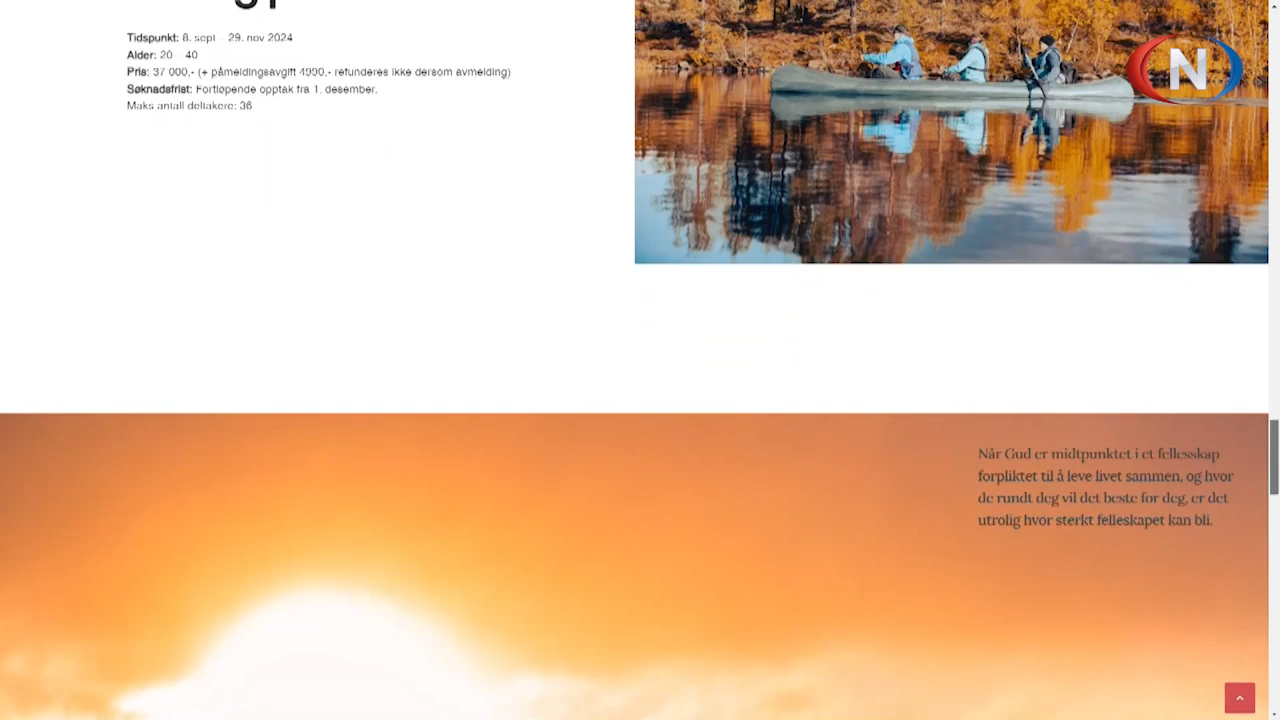 Tidspunkt: 8. sept – 29. nov 2024
Alder: 20 – 40
Pris: 37 000,- (+ påmeldingsavgift 4990,- refunderes ikke dersom avmelding)
Søknadsfrist: Fortløpende opptak fra 1. desember.
Maks antall deltakere: 36
N
Når Gud er midtpunktet i et fellesskap
forpliktet til å leve livet sammen, og hvor
de rundt deg vil det beste for deg, er det
utrolig hvor sterkt felleskapet kan bli.